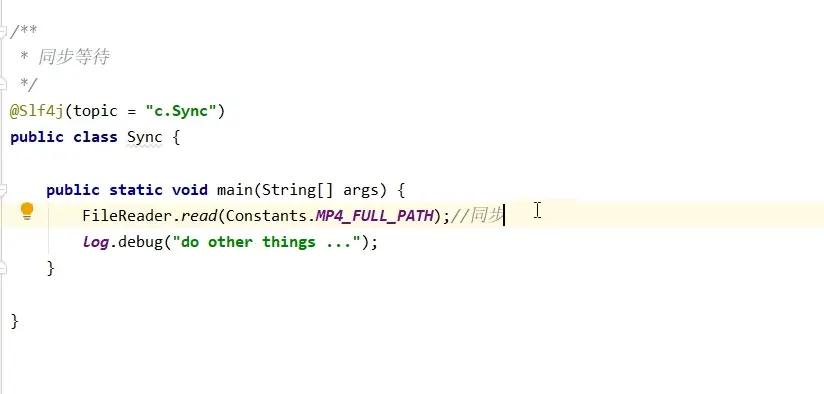 /**
 * 同步等待
 */
@Slf4j(topic = "c.Sync")
public class Sync {
    public static void main(String[] args) {
        FileReader.read(Constants.MP4_FULL_PATH);//同步
        log.debug("do other things ...");
    }
}